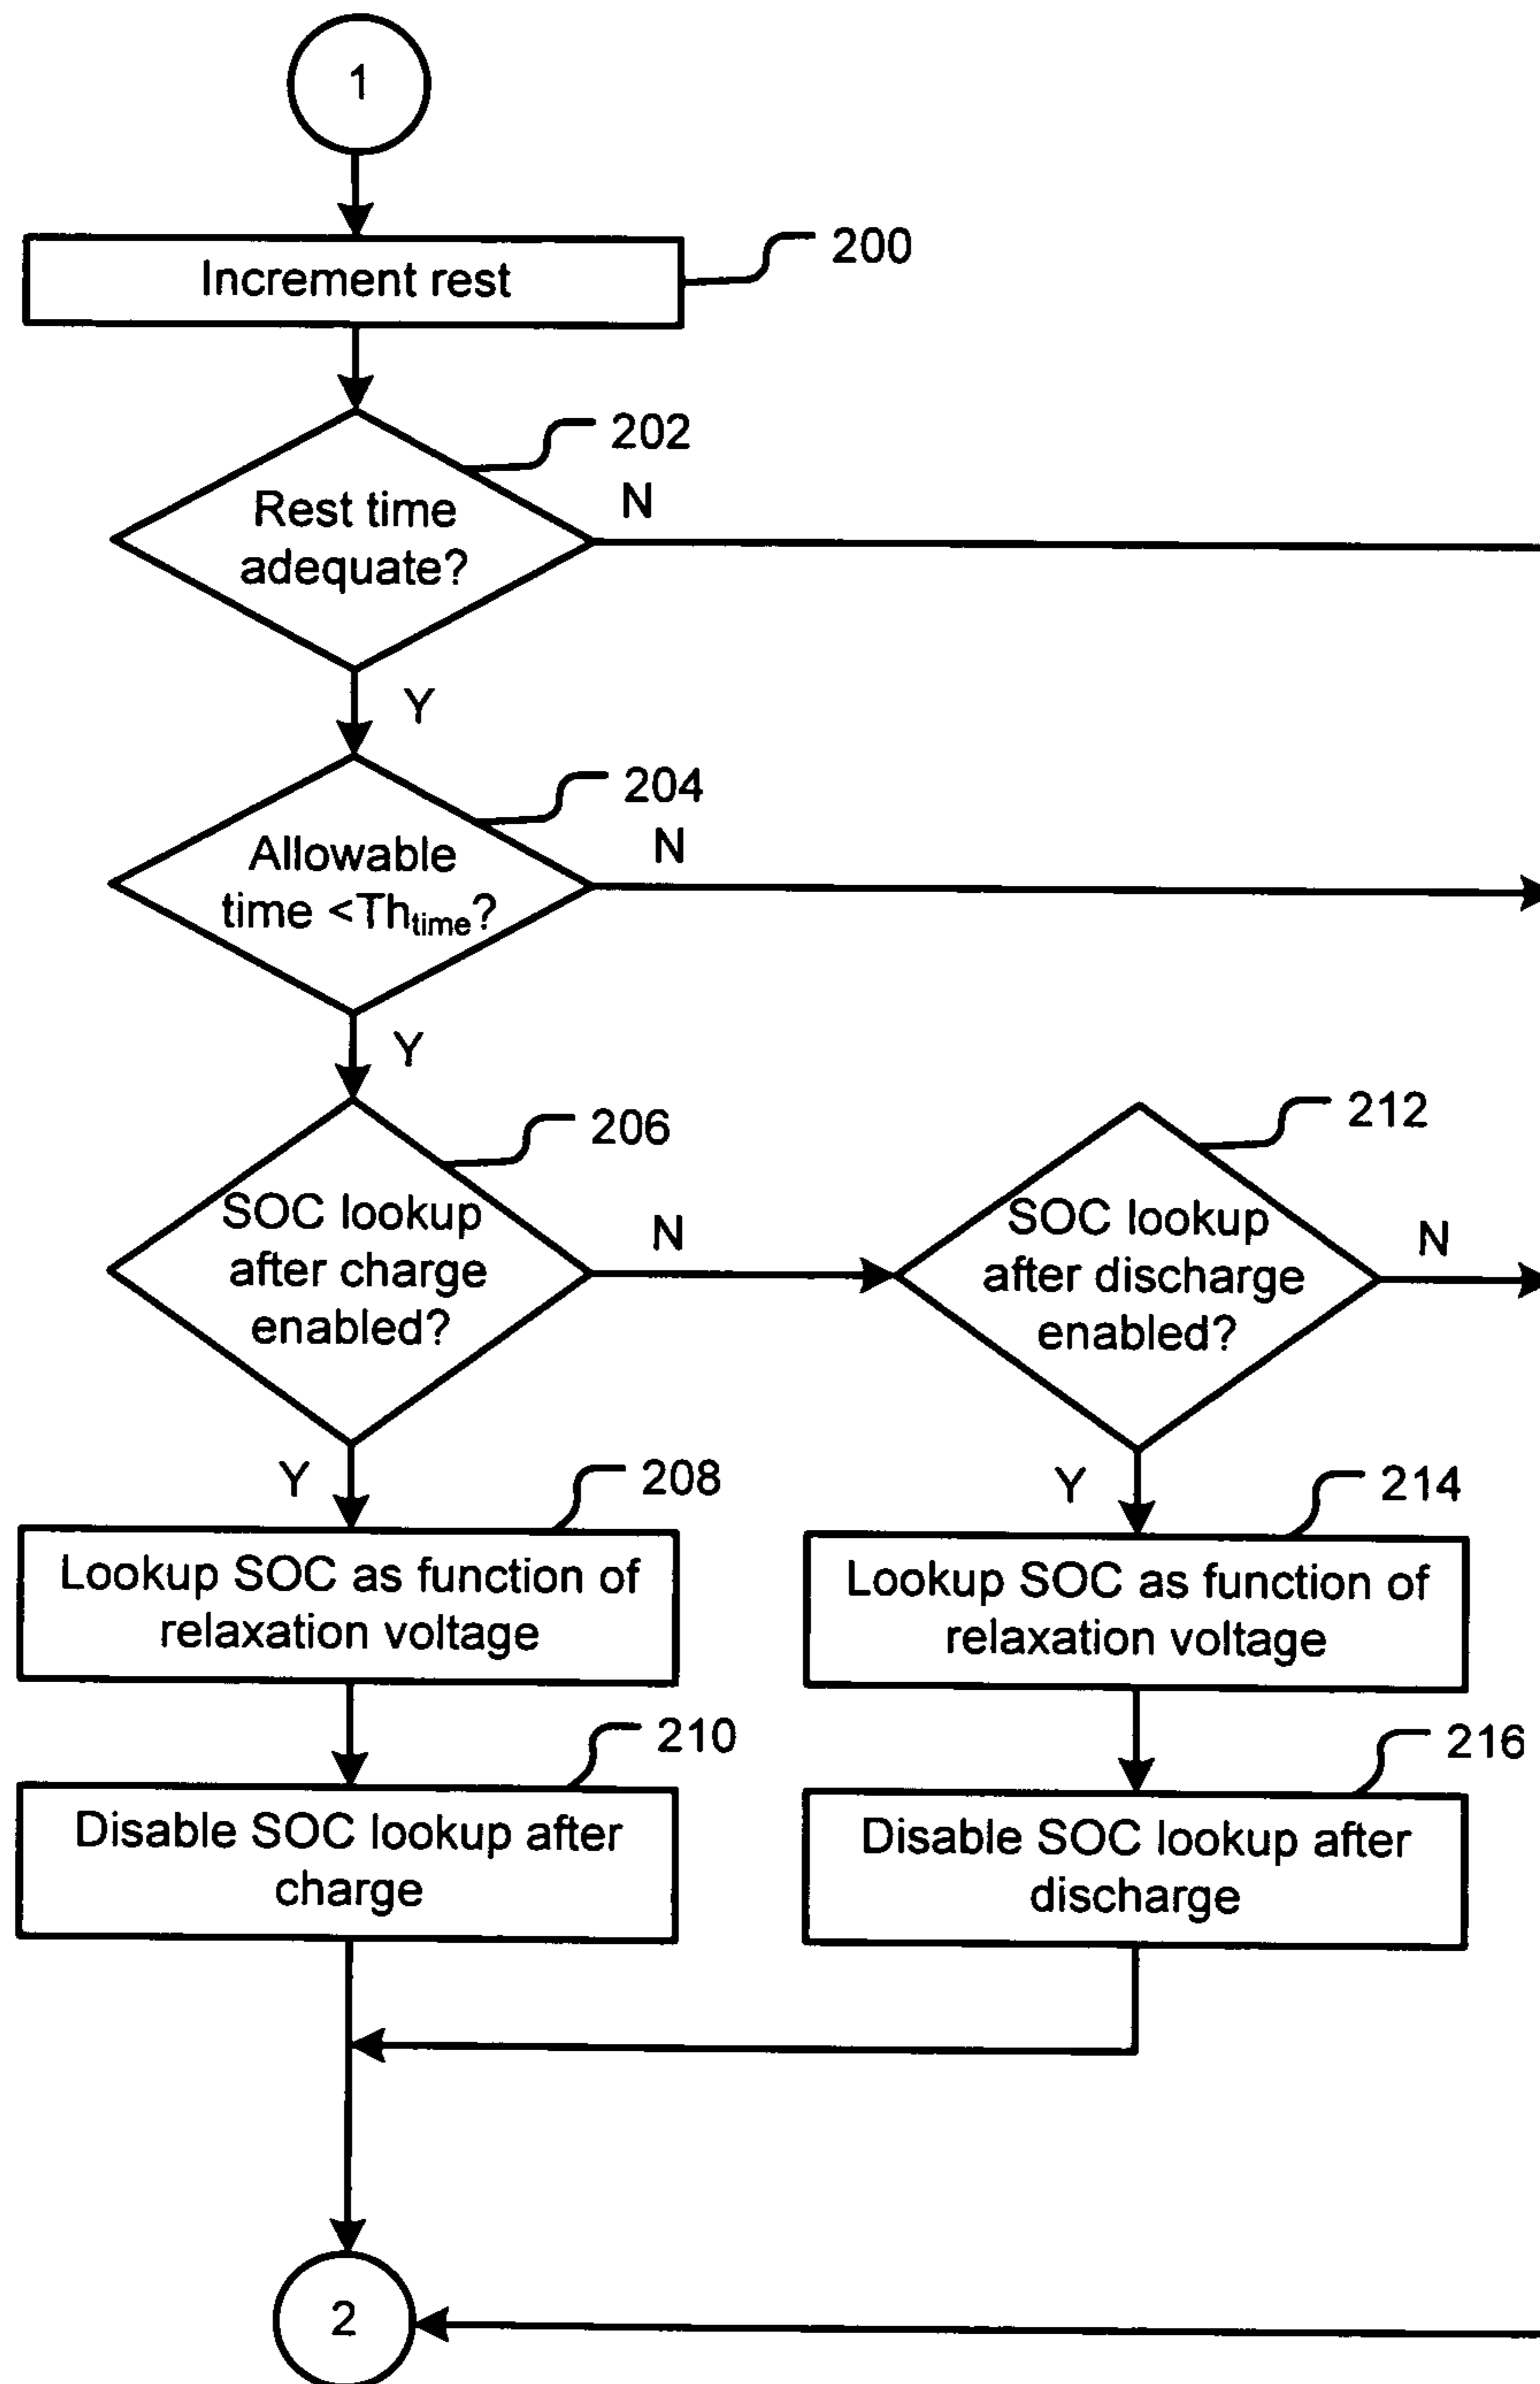 1
Increment rest
200
202
Rest time
adequate?
N
Y
204
Allowable
time <Thtime?
N
Y
206
SOC lookup
after charge
enabled?
N
212
SOC lookup
after discharge
enabled?
N
Y
208
Lookup SOC as function of
relaxation voltage
Y
214
Lookup SOC as function of
relaxation voltage
210
Disable SOC lookup after
charge
216
Disable SOC lookup after
discharge
2